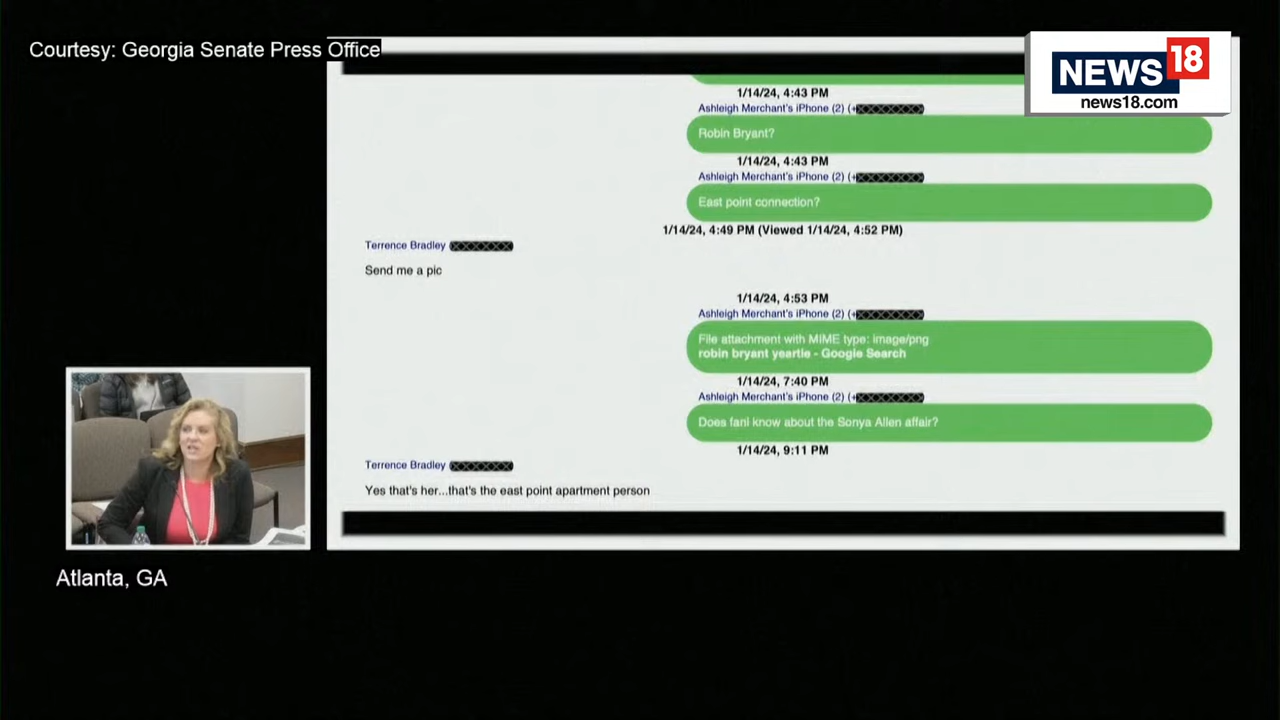 Courtesy: Georgia Senate Press Office
NEWS 18
news18.com
1/14/24, 4:43 PM
Ashleigh Merchant's iPhone (2) (+
Robin Bryant?
1/14/24, 4:43 PM
Ashleigh Merchant's iPhone (2) (+
East point connection?
1/14/24, 4:49 PM (Viewed 1/14/24, 4:52 PM)
Terrence Bradley
Send me a pic
1/14/24, 4:53 PM
Ashleigh Merchant's iPhone (2) (+
File attachment with MIME type: image/png
robin bryant yeartie - Google Search
1/14/24, 7:40 PM
Ashleigh Merchant's iPhone (2) (+
Does fani know about the Sonya Allen affair?
1/14/24, 9:11 PM
Terrence Bradley
Yes that's her...that's the east point apartment person
Atlanta, GA